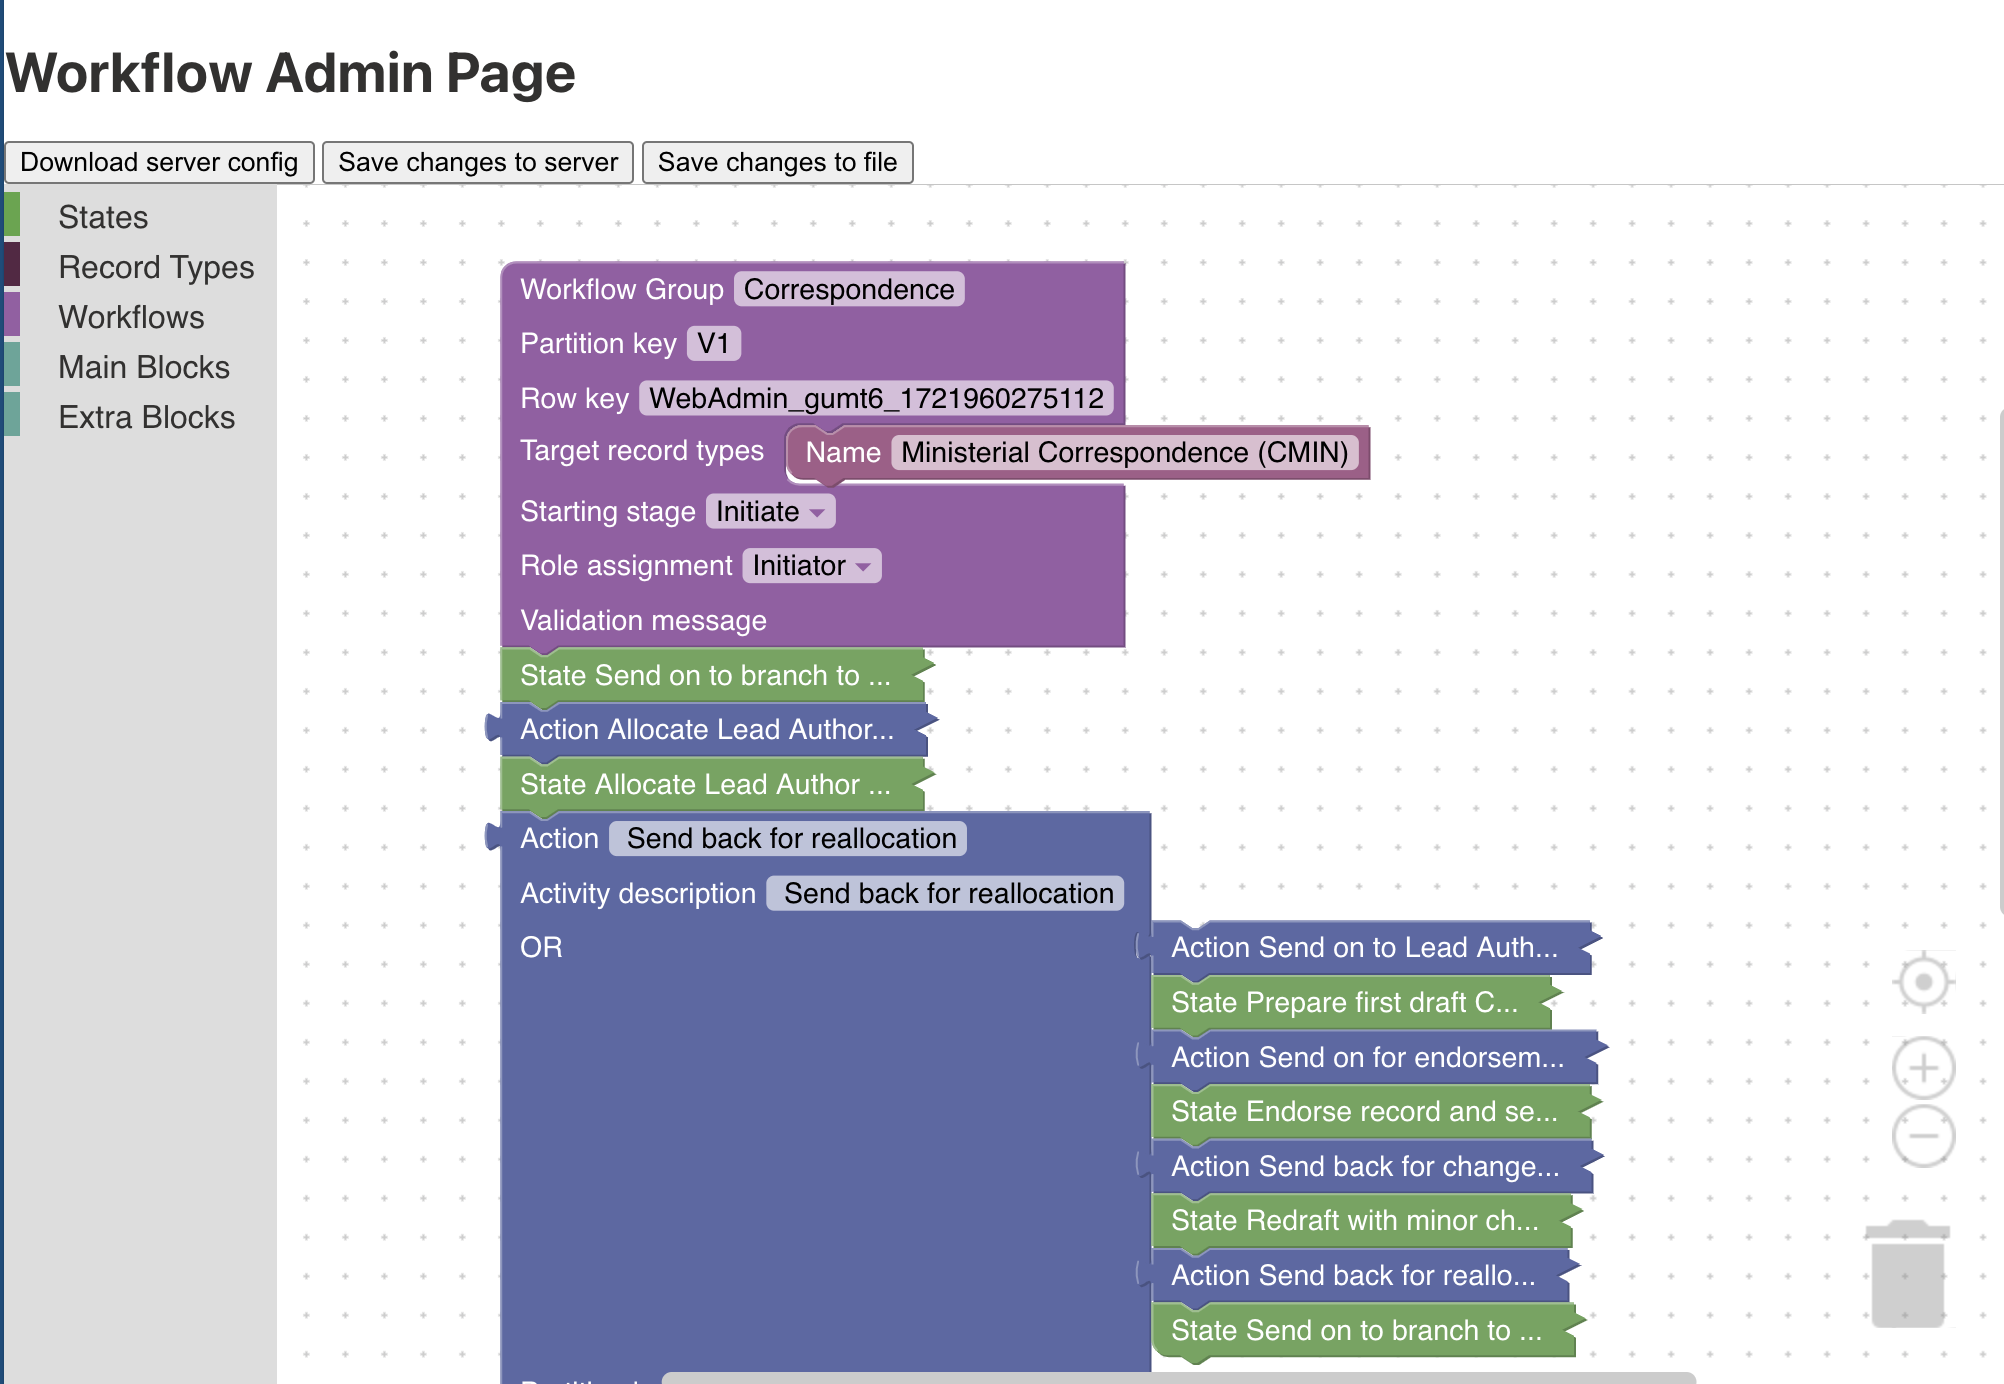 Workflow Admin Page
Download server config Save changes to server Save changes to file
States
Record Types
Workflows
Main Blocks
Extra Blocks
Workflow Group Correspondence
Partition key V1
Row key WebAdmin_gumt6_1721960275112
Target record types Name Ministerial Correspondence (CMIN)
Starting stage Initiate
Role assignment Initiator
Validation message
State Send on to branch to ...
Action Allocate Lead Author...
State Allocate Lead Author ...
Action Send back for reallocation
Activity description Send back for reallocation
OR Action Send on to Lead Auth...
State Prepare first draft C...
Action Send on for endorsem...
State Endorse record and se...
Action Send back for change...
State Redraft with minor ch...
Action Send back for reallo...
State Send on to branch to ...